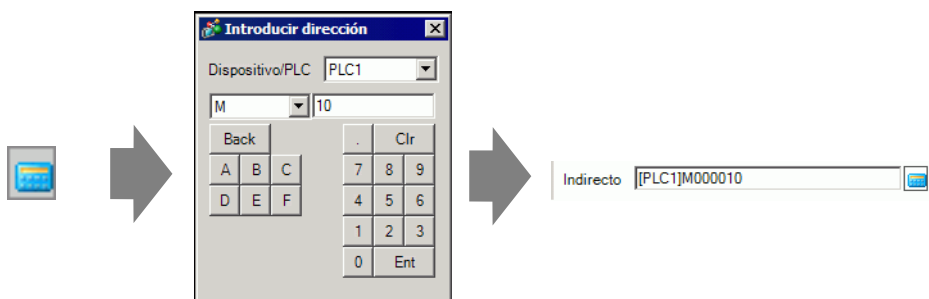 Introducir dirección
Dispositivo/PLC PLC1
M 10
Back . Clr
A B C 7 8 9
D E F 4 5 6
1 2 3
0 Ent
Indirecto [PLC1]M000010